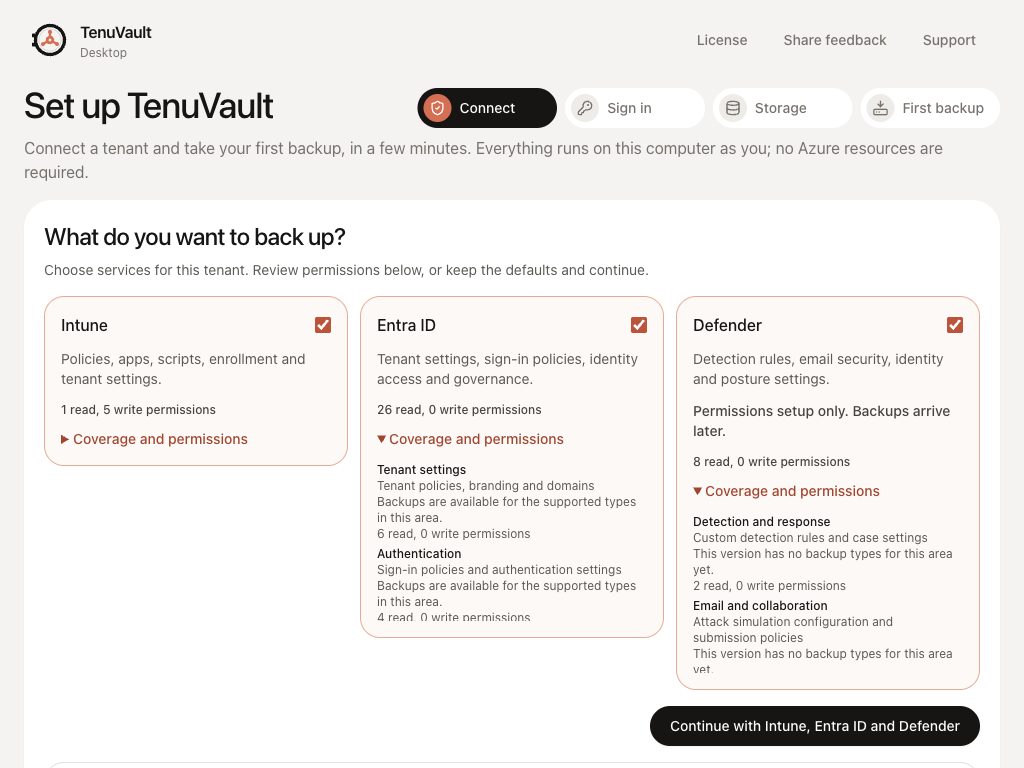 TenuVault
Desktop
License
Share feedback
Support
Set up TenuVault
Connect
Sign in
Storage
First backup
Connect a tenant and take your first backup, in a few minutes. Everything runs on this computer as you; no Azure resources are
required.
What do you want to back up?
Choose services for this tenant. Review permissions below, or keep the defaults and continue.
Intune
Policies, apps, scripts, enrollment and
tenant settings.
1 read, 5 write permissions
Coverage and permissions
Entra ID
Tenant settings, sign-in policies, identity
access and governance.
26 read, 0 write permissions
Coverage and permissions
Tenant settings
Tenant policies, branding and domains
Backups are available for the supported types
in this area.
6 read, 0 write permissions
Authentication
Sign-in policies and authentication settings
Backups are available for the supported types
in this area.
4 read, 0 write permissions
Defender
Detection rules, email security, identity
and posture settings.
Permissions setup only. Backups arrive
later.
8 read, 0 write permissions
Coverage and permissions
Detection and response
Custom detection rules and case settings
This version has no backup types for this area
yet.
2 read, 0 write permissions
Email and collaboration
Attack simulation configuration and
submission policies
This version has no backup types for this area
yet.
Continue with Intune, Entra ID and Defender